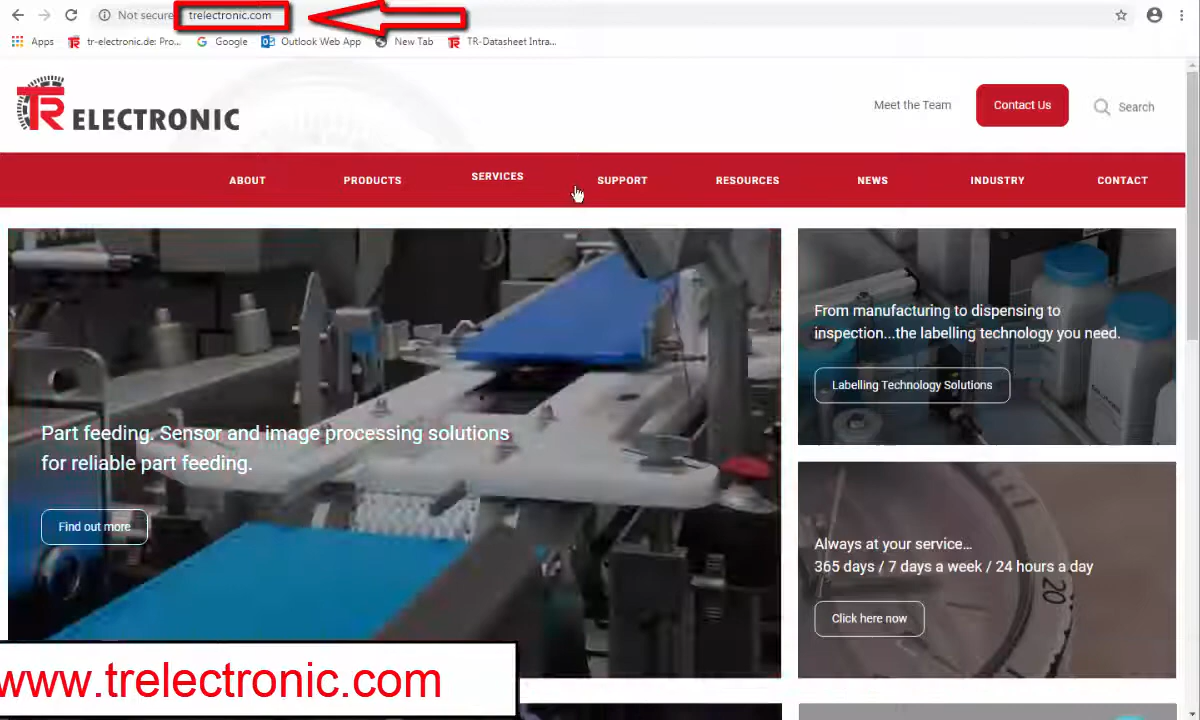 Not secure
trelectronic.com
Apps
tr-electronic.de: Pro...
Google
Outlook Web App
New Tab
TR-Datasheet Intra...
TR ELECTRONIC
Meet the Team
Contact Us
Search
ABOUT
PRODUCTS
SERVICES
SUPPORT
RESOURCES
NEWS
INDUSTRY
CONTACT
Part feeding. Sensor and image processing solutions
for reliable part feeding.
Find out more
From manufacturing to dispensing to
inspection...the labelling technology you need.
Labelling Technology Solutions
Always at your service...
365 days / 7 days a week / 24 hours a day
Click here now
20
www.trelectronic.com